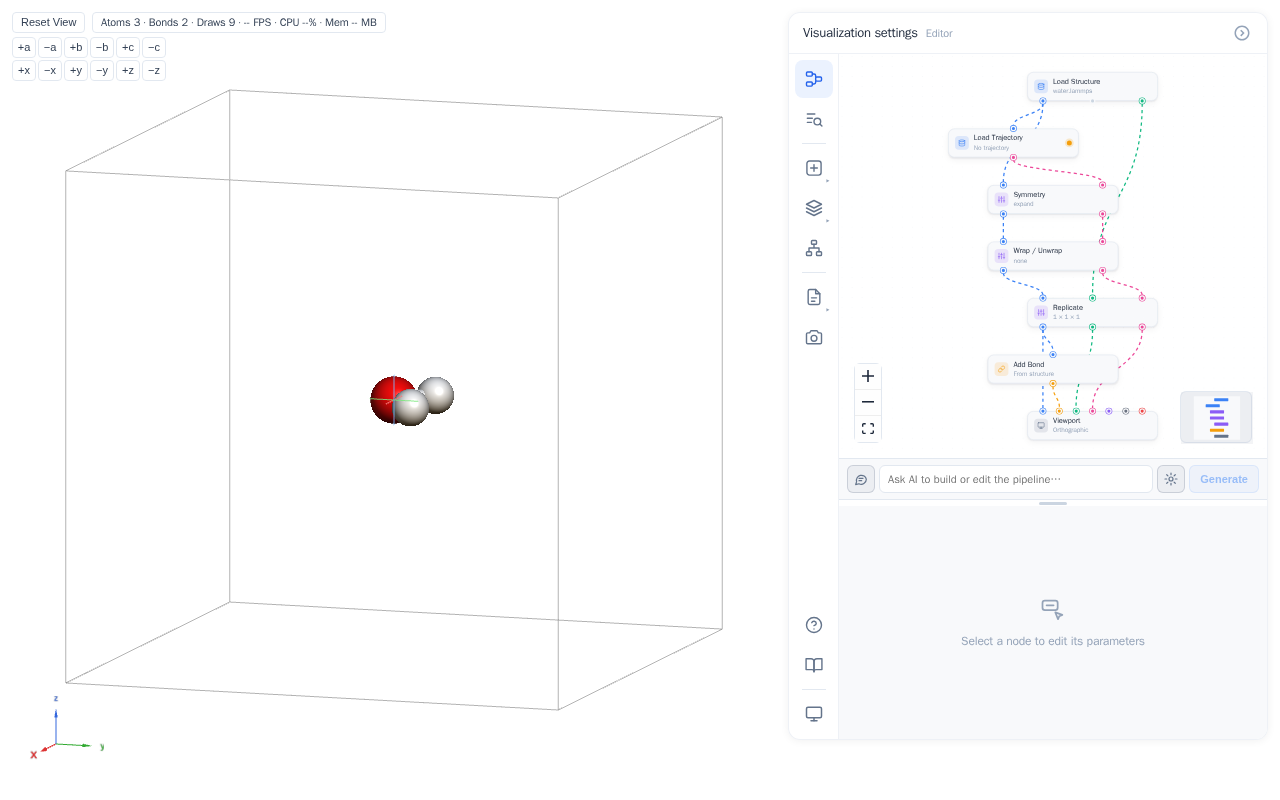 Reset View
Atoms 3 · Bonds 2 · Draws 9 · -- FPS · CPU --% · Mem -- MB
+a −a +b −b +c −c
+x −x +y −y +z −z
z
x
y
Visualization settings Editor
Load Structure
water.lammps
Load Trajectory
No trajectory
Symmetry
expand
Wrap / Unwrap
none
Replicate
1 × 1 × 1
Add Bond
From structure
Viewport
Orthographic
Ask AI to build or edit the pipeline···
Generate
Select a node to edit its parameters